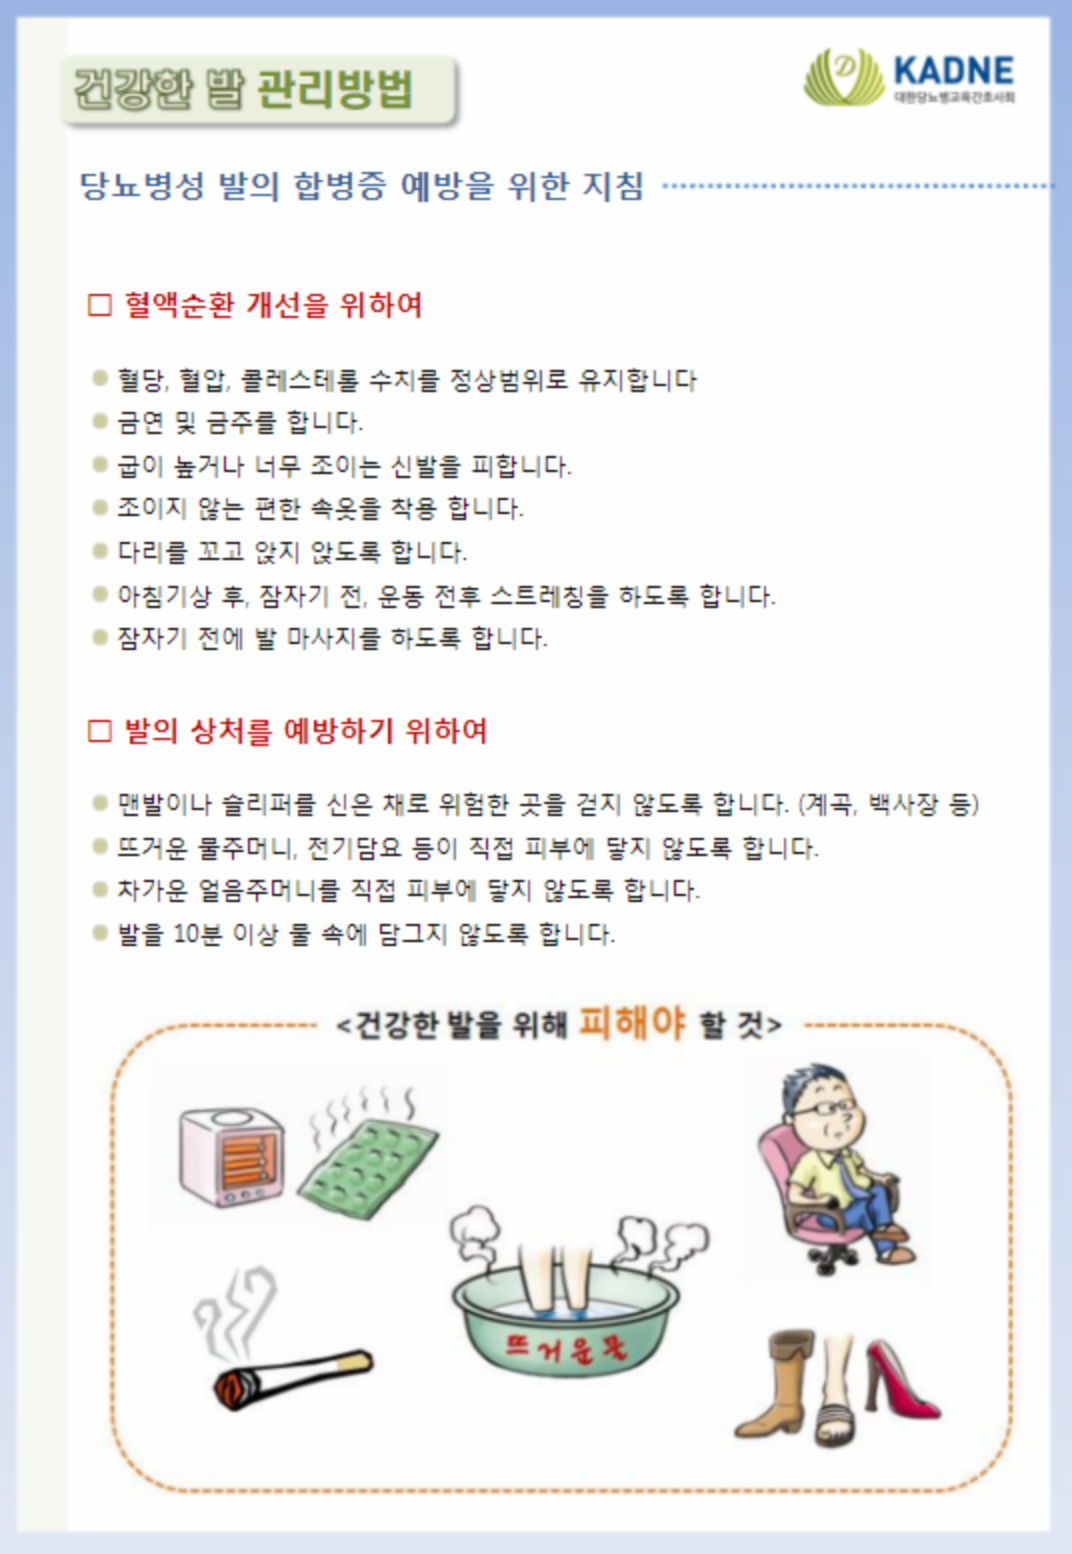 건강한 발 관리방법
KADNE
대한당뇨병교육간호사회
당뇨병성 발의 합병증 예방을 위한 지침
□ 혈액순환 개선을 위하여
혈당, 혈압, 콜레스테롤 수치를 정상범위로 유지합니다
금연 및 금주를 합니다.
굽이 높거나 너무 조이는 신발을 피합니다.
조이지 않는 편한 속옷을 착용 합니다.
다리를 꼬고 앉지 않도록 합니다.
아침기상 후, 잠자기 전, 운동 전후 스트레칭을 하도록 합니다.
잠자기 전에 발 마사지를 하도록 합니다.
□ 발의 상처를 예방하기 위하여
맨발이나 슬리퍼를 신은 채로 위험한 곳을 걷지 않도록 합니다. (계곡, 백사장 등)
뜨거운 물주머니, 전기담요 등이 직접 피부에 닿지 않도록 합니다.
차가운 얼음주머니를 직접 피부에 닿지 않도록 합니다.
발을 10분 이상 물 속에 담그지 않도록 합니다.
<건강한 발을 위해 피해야 할 것>
뜨거운물